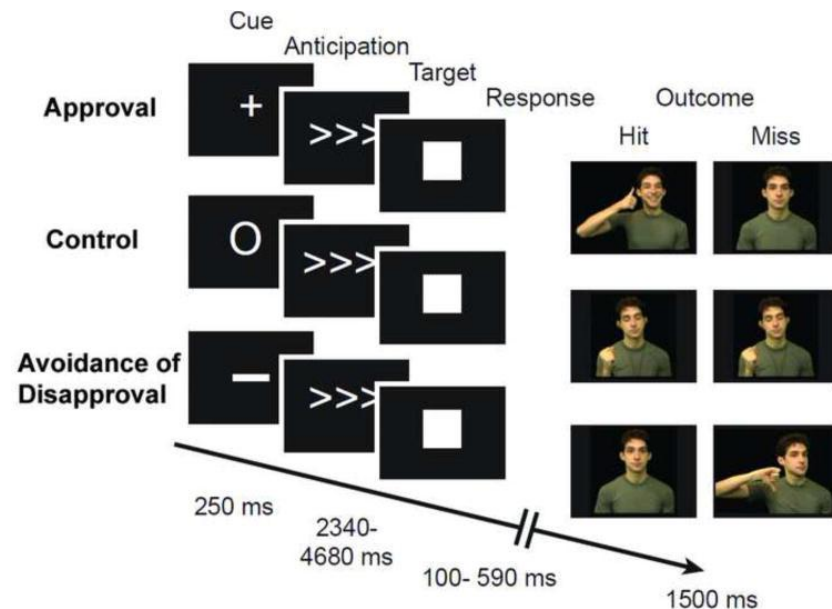 Cue
Anticipation
Target
Response
Outcome
Hit
Miss
Approval
+
>>>
Control
O
>>>
Avoidance of
Disapproval
–
>>>
250 ms
2340-
4680 ms
100- 590 ms
1500 ms